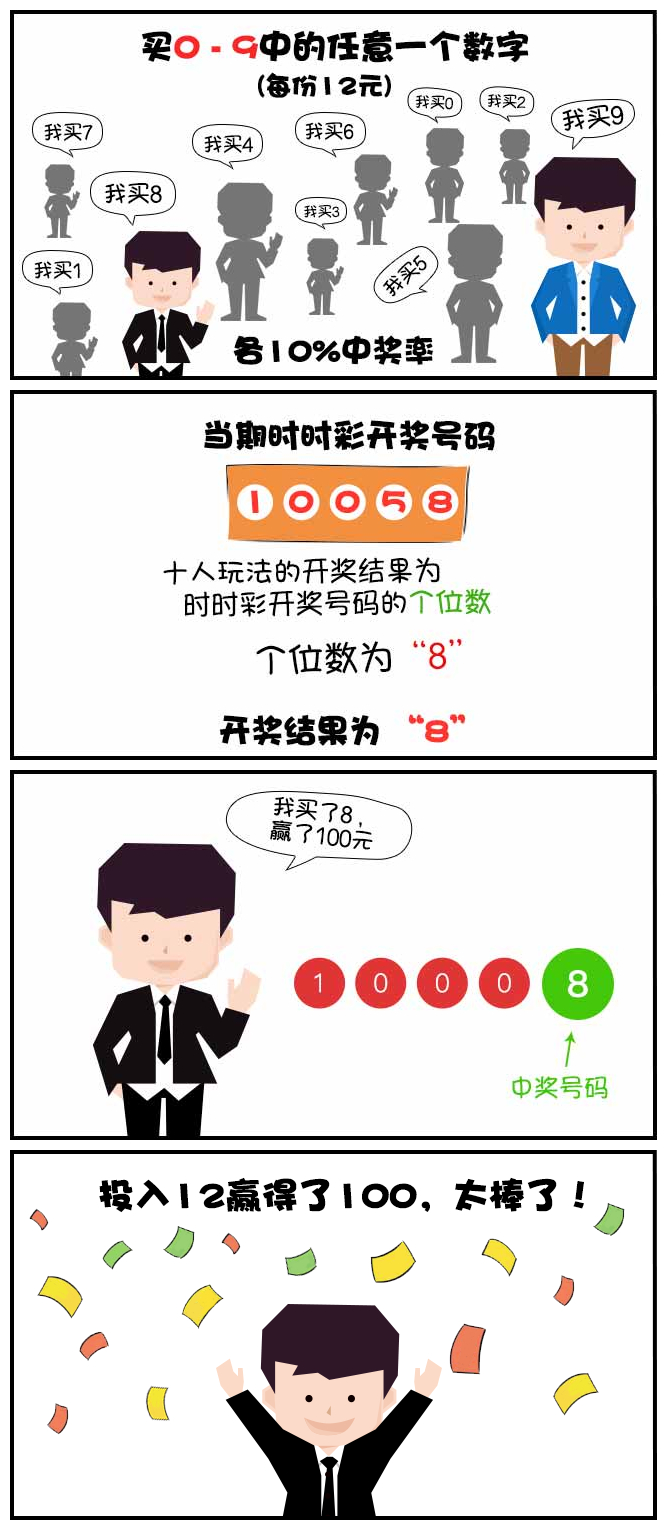 买0-9中的任意一个数字
(每份12元)
我买0
我买2
我买9
我买7
我买4
我买6
我买8
我买3
我买5
我买1
各10%中奖率
当期时时彩开奖号码
1 0 0 5 8
十人玩法的开奖结果为
时时彩开奖号码的个位数
个位数为 “8”
开奖结果为 “8”
我买了8，
赢了100元
1 0 0 0 8
中奖号码
投入12赢得了100，太棒了！